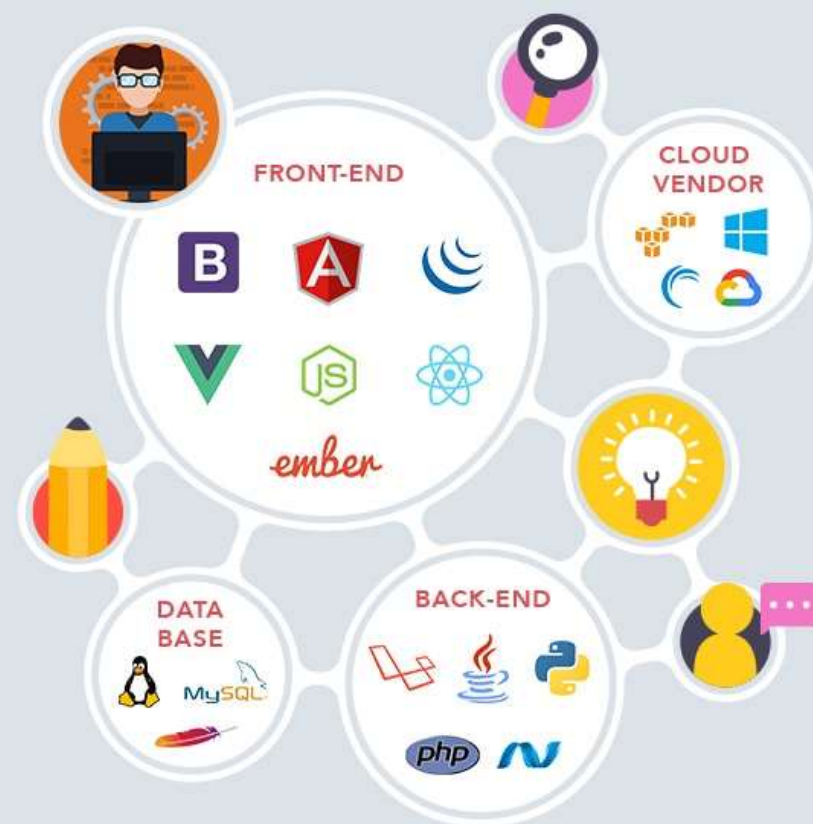 FRONT-END
CLOUD
VENDOR
B
A
JS
ember
DATA
BASE
MySQL
BACK-END
php